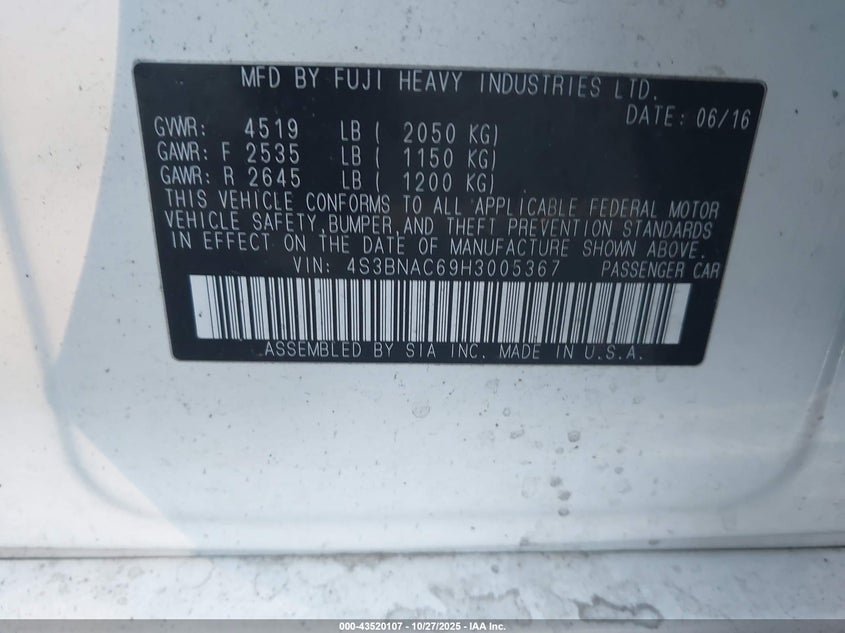 MFD BY FUJI HEAVY INDUSTRIES LTD.
DATE: 06/16
GVWR: 4519 LB ( 2050 KG)
GAWR: F 2535 LB ( 1150 KG)
GAWR: R 2645 LB ( 1200 KG)
THIS VEHICLE CONFORMS TO ALL APPLICABLE FEDERAL MOTOR
VEHICLE SAFETY,BUMPER,AND THEFT PREVENTION STANDARDS
IN EFFECT ON THE DATE OF MANUFACTURE SHOWN ABOVE.
VIN: 4S3BNAC69H3005367 PASSENGER CAR
ASSEMBLED BY SIA INC. MADE IN U.S.A.
000-43520107 - 10/27/2025 - IAA Inc.